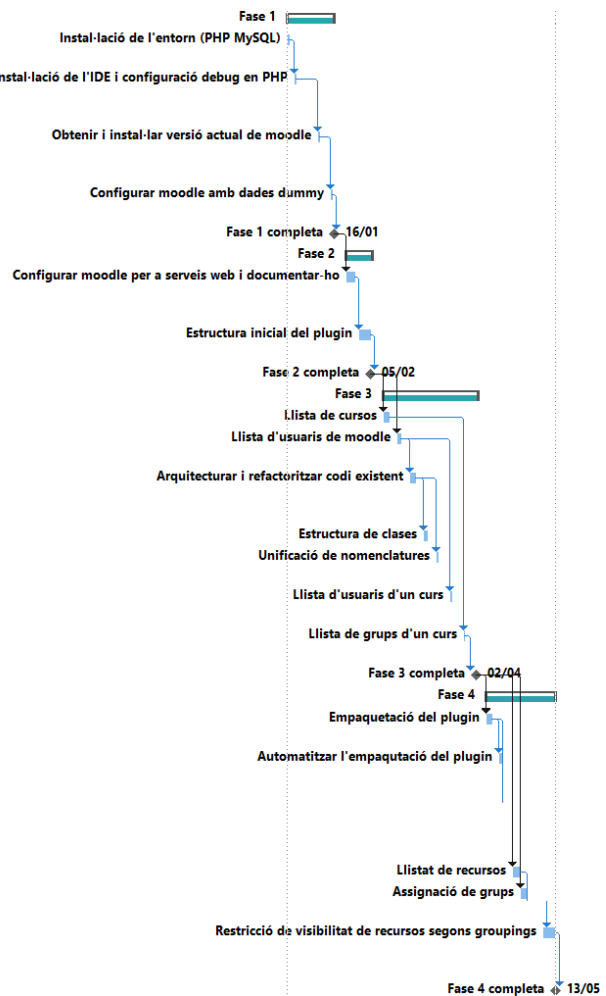 Fase 1
Instal·lació de l'entorn (PHP MySQL)
nstal·lació de l'IDE i configuració debug en PHP
Obtenir i instal·lar versió actual de moodle
Configurar moodle amb dades dummy
Fase 1 completa 16/01
Fase 2
Configurar moodle per a serveis web i documentar-ho
Estructura inicial del plugin
Fase 2 completa 05/02
Fase 3
Llista de cursos
Llista d'usuaris de moodle
Arquitecturar i refactoritzar codi existent
Estructura de clases
Unificació de nomenclatures
Llista d'usuaris d'un curs
Llista de grups d'un curs
Fase 3 completa 02/04
Fase 4
Empaquetació del plugin
Automatitzar l'empaqutació del plugin
Llistat de recursos
Assignació de grups
Restricció de visibilitat de recursos segons groupings
Fase 4 completa 13/05